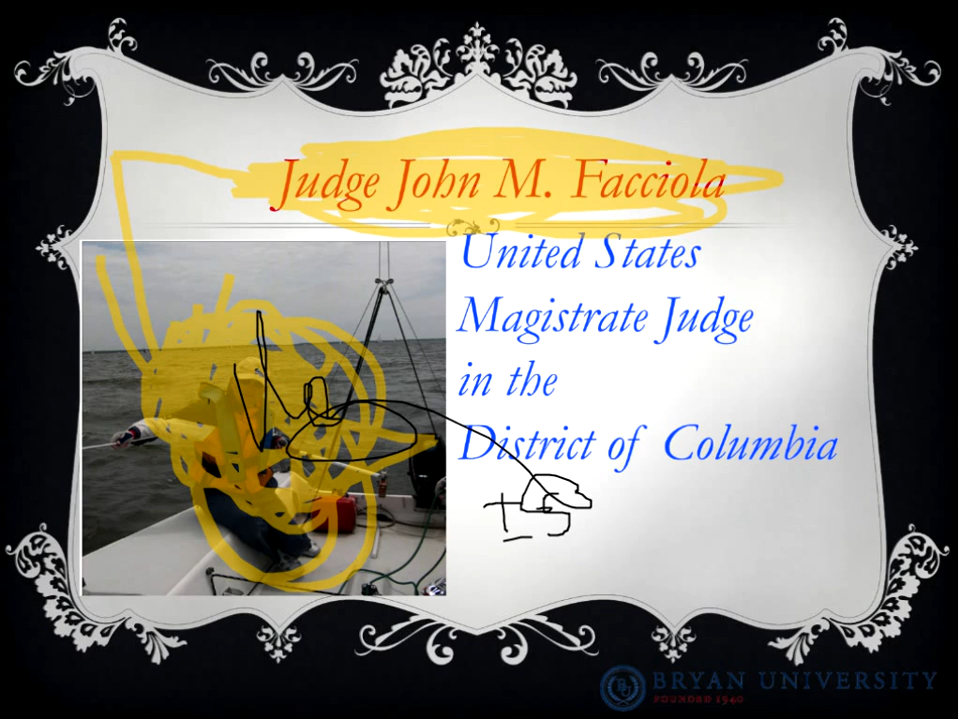 Judge John M. Facciola
United States
Magistrate Judge
in the
District of Columbia
BRYAN UNIVERSITY
FOUNDED 1940